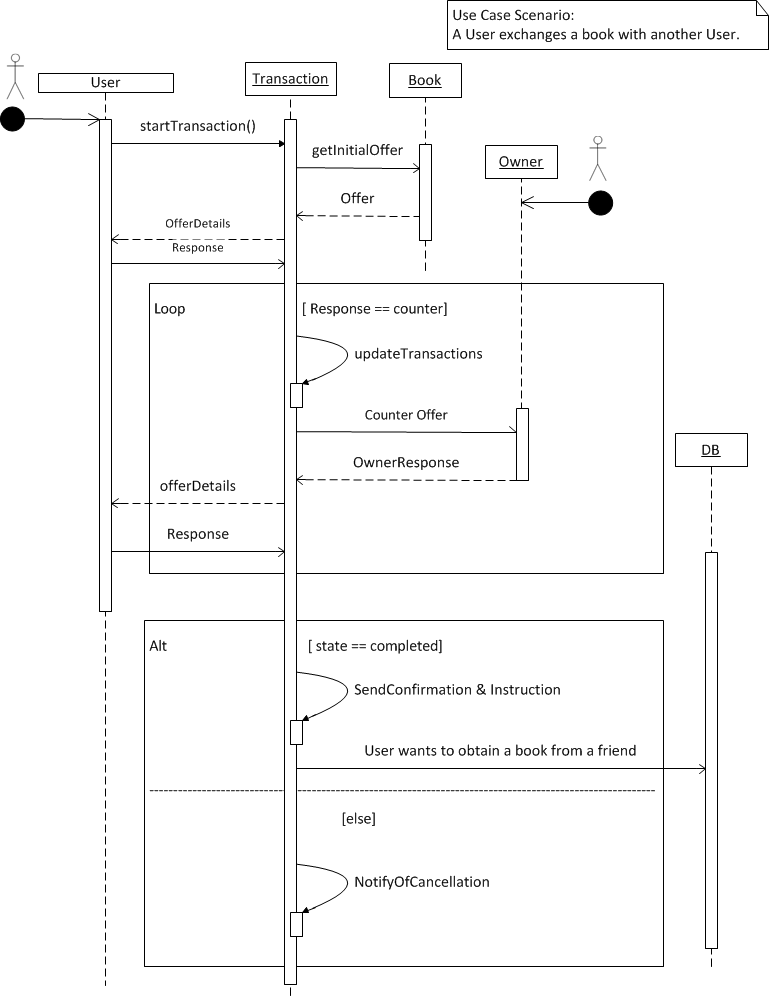 Use Case Scenario:
A User exchanges a book with another User.
User
Transaction
Book
startTransaction()
getInitialOffer
Owner
Offer
OfferDetails
Response
Loop
[ Response == counter]
updateTransactions
Counter Offer
DB
OwnerResponse
offerDetails
Response
Alt
[ state == completed]
SendConfirmation & Instruction
User wants to obtain a book from a friend
[else]
NotifyOfCancellation